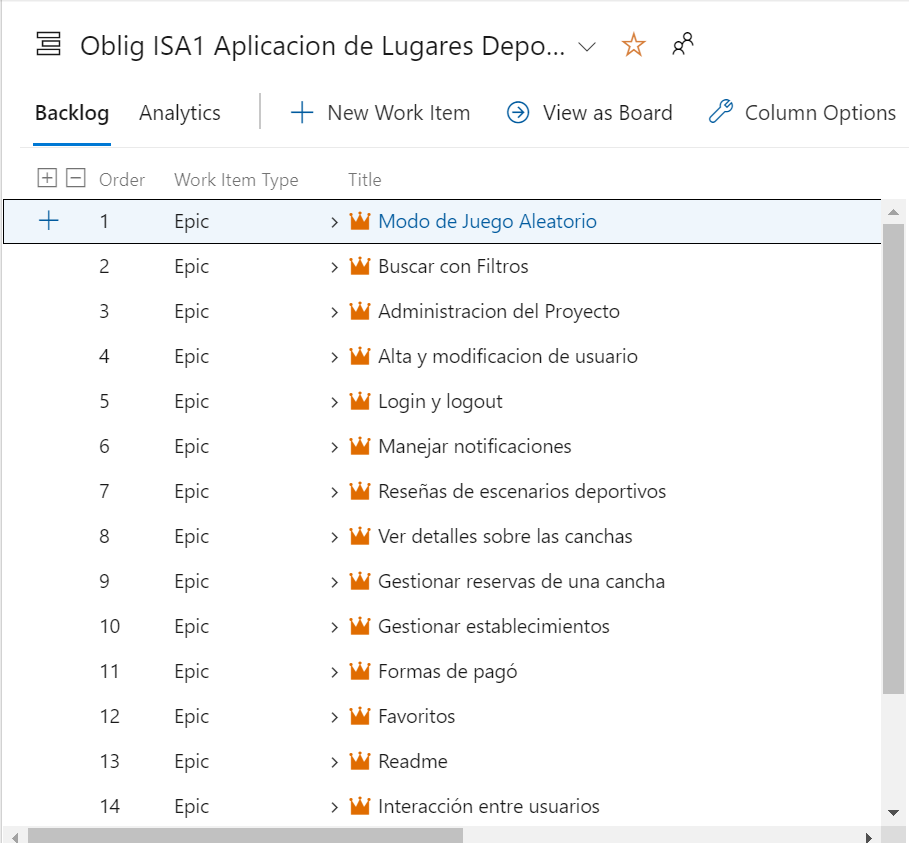 Oblig ISA1 Aplicacion de Lugares Depo...
Backlog Analytics New Work Item View as Board Column Options
Order Work Item Type Title
1 Epic Modo de Juego Aleatorio
2 Epic Buscar con Filtros
3 Epic Administracion del Proyecto
4 Epic Alta y modificacion de usuario
5 Epic Login y logout
6 Epic Manejar notificaciones
7 Epic Reseñas de escenarios deportivos
8 Epic Ver detalles sobre las canchas
9 Epic Gestionar reservas de una cancha
10 Epic Gestionar establecimientos
11 Epic Formas de pagó
12 Epic Favoritos
13 Epic Readme
14 Epic Interacción entre usuarios